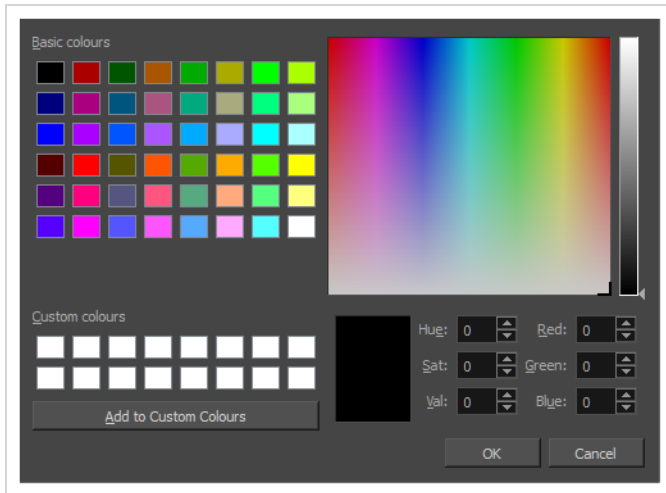 Basic colours
Custom colours
Add to Custom Colours
Hue: 0 Red: 0
Sat: 0 Green: 0
Val: 0 Blue: 0
OK Cancel